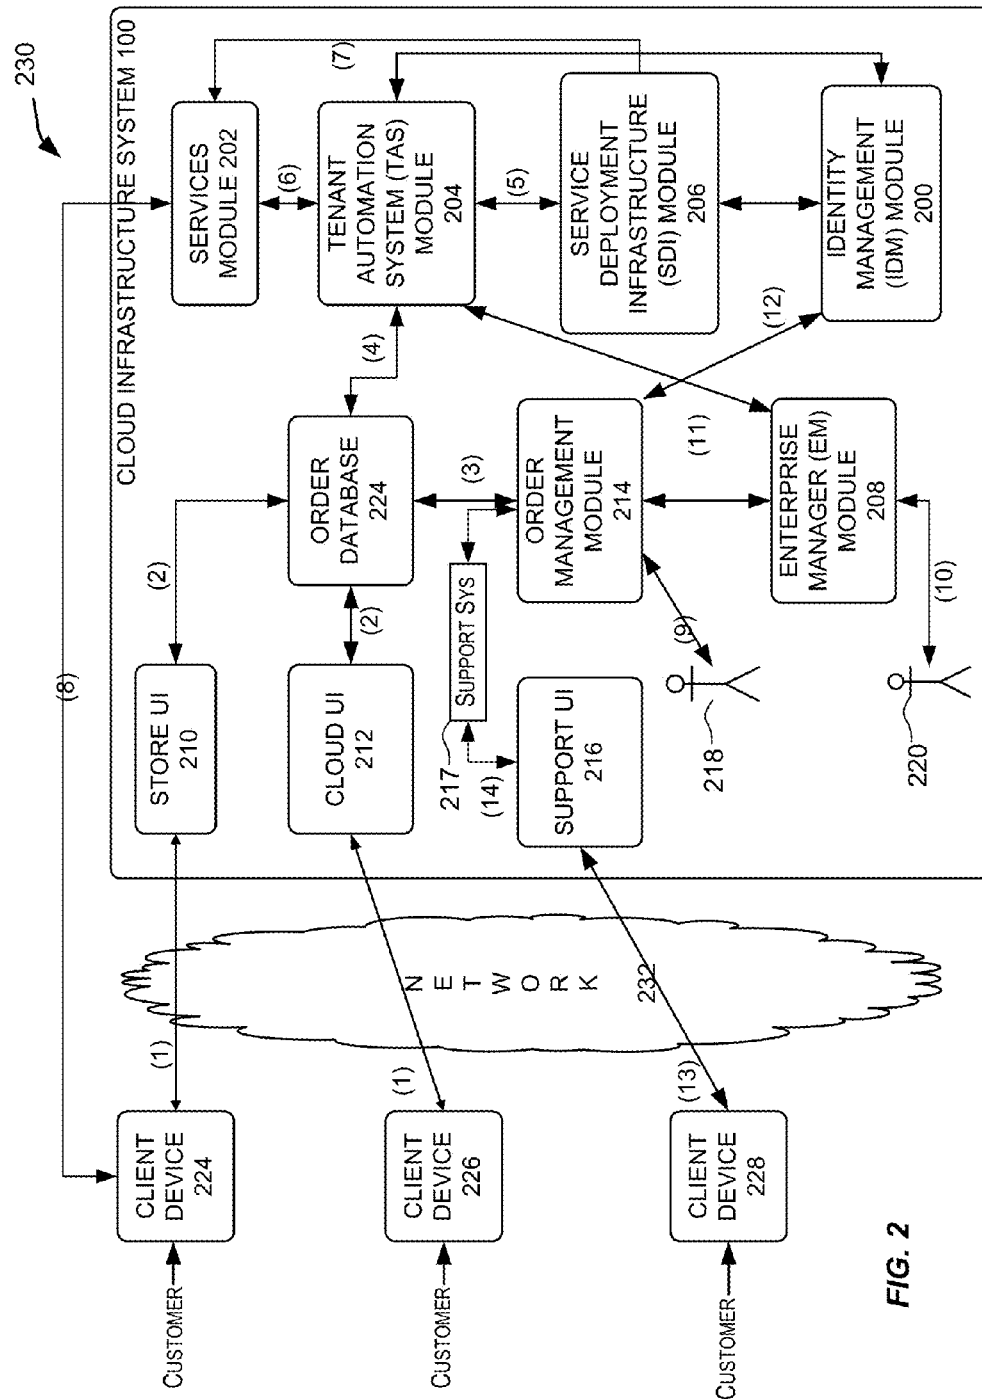 230
CLOUD INFRASTRUCTURE SYSTEM 100
(8)
CUSTOMER
CLIENT
DEVICE
224
(1)
STORE UI
210
(2)
SERVICES
MODULE 202
(6)
(7)
CUSTOMER
CLIENT
DEVICE
226
(1)
CLOUD UI
212
(2)
ORDER
DATABASE
224
(4)
TENANT
AUTOMATION
SYSTEM (TAS)
MODULE
204
(5)
N E T W O R K
232
217
(14)
SUPPORT SYS
(3)
CUSTOMER
CLIENT
DEVICE
228
(13)
SUPPORT UI
216
ORDER
MANAGEMENT
MODULE
214
SERVICE
DEPLOYMENT
INFRASTRUCTURE
(SDI) MODULE
206
218
(9)
(11)
(12)
220
(10)
ENTERPRISE
MANAGER (EM)
MODULE
208
IDENTITY
MANAGEMENT
(IDM) MODULE
200
FIG. 2